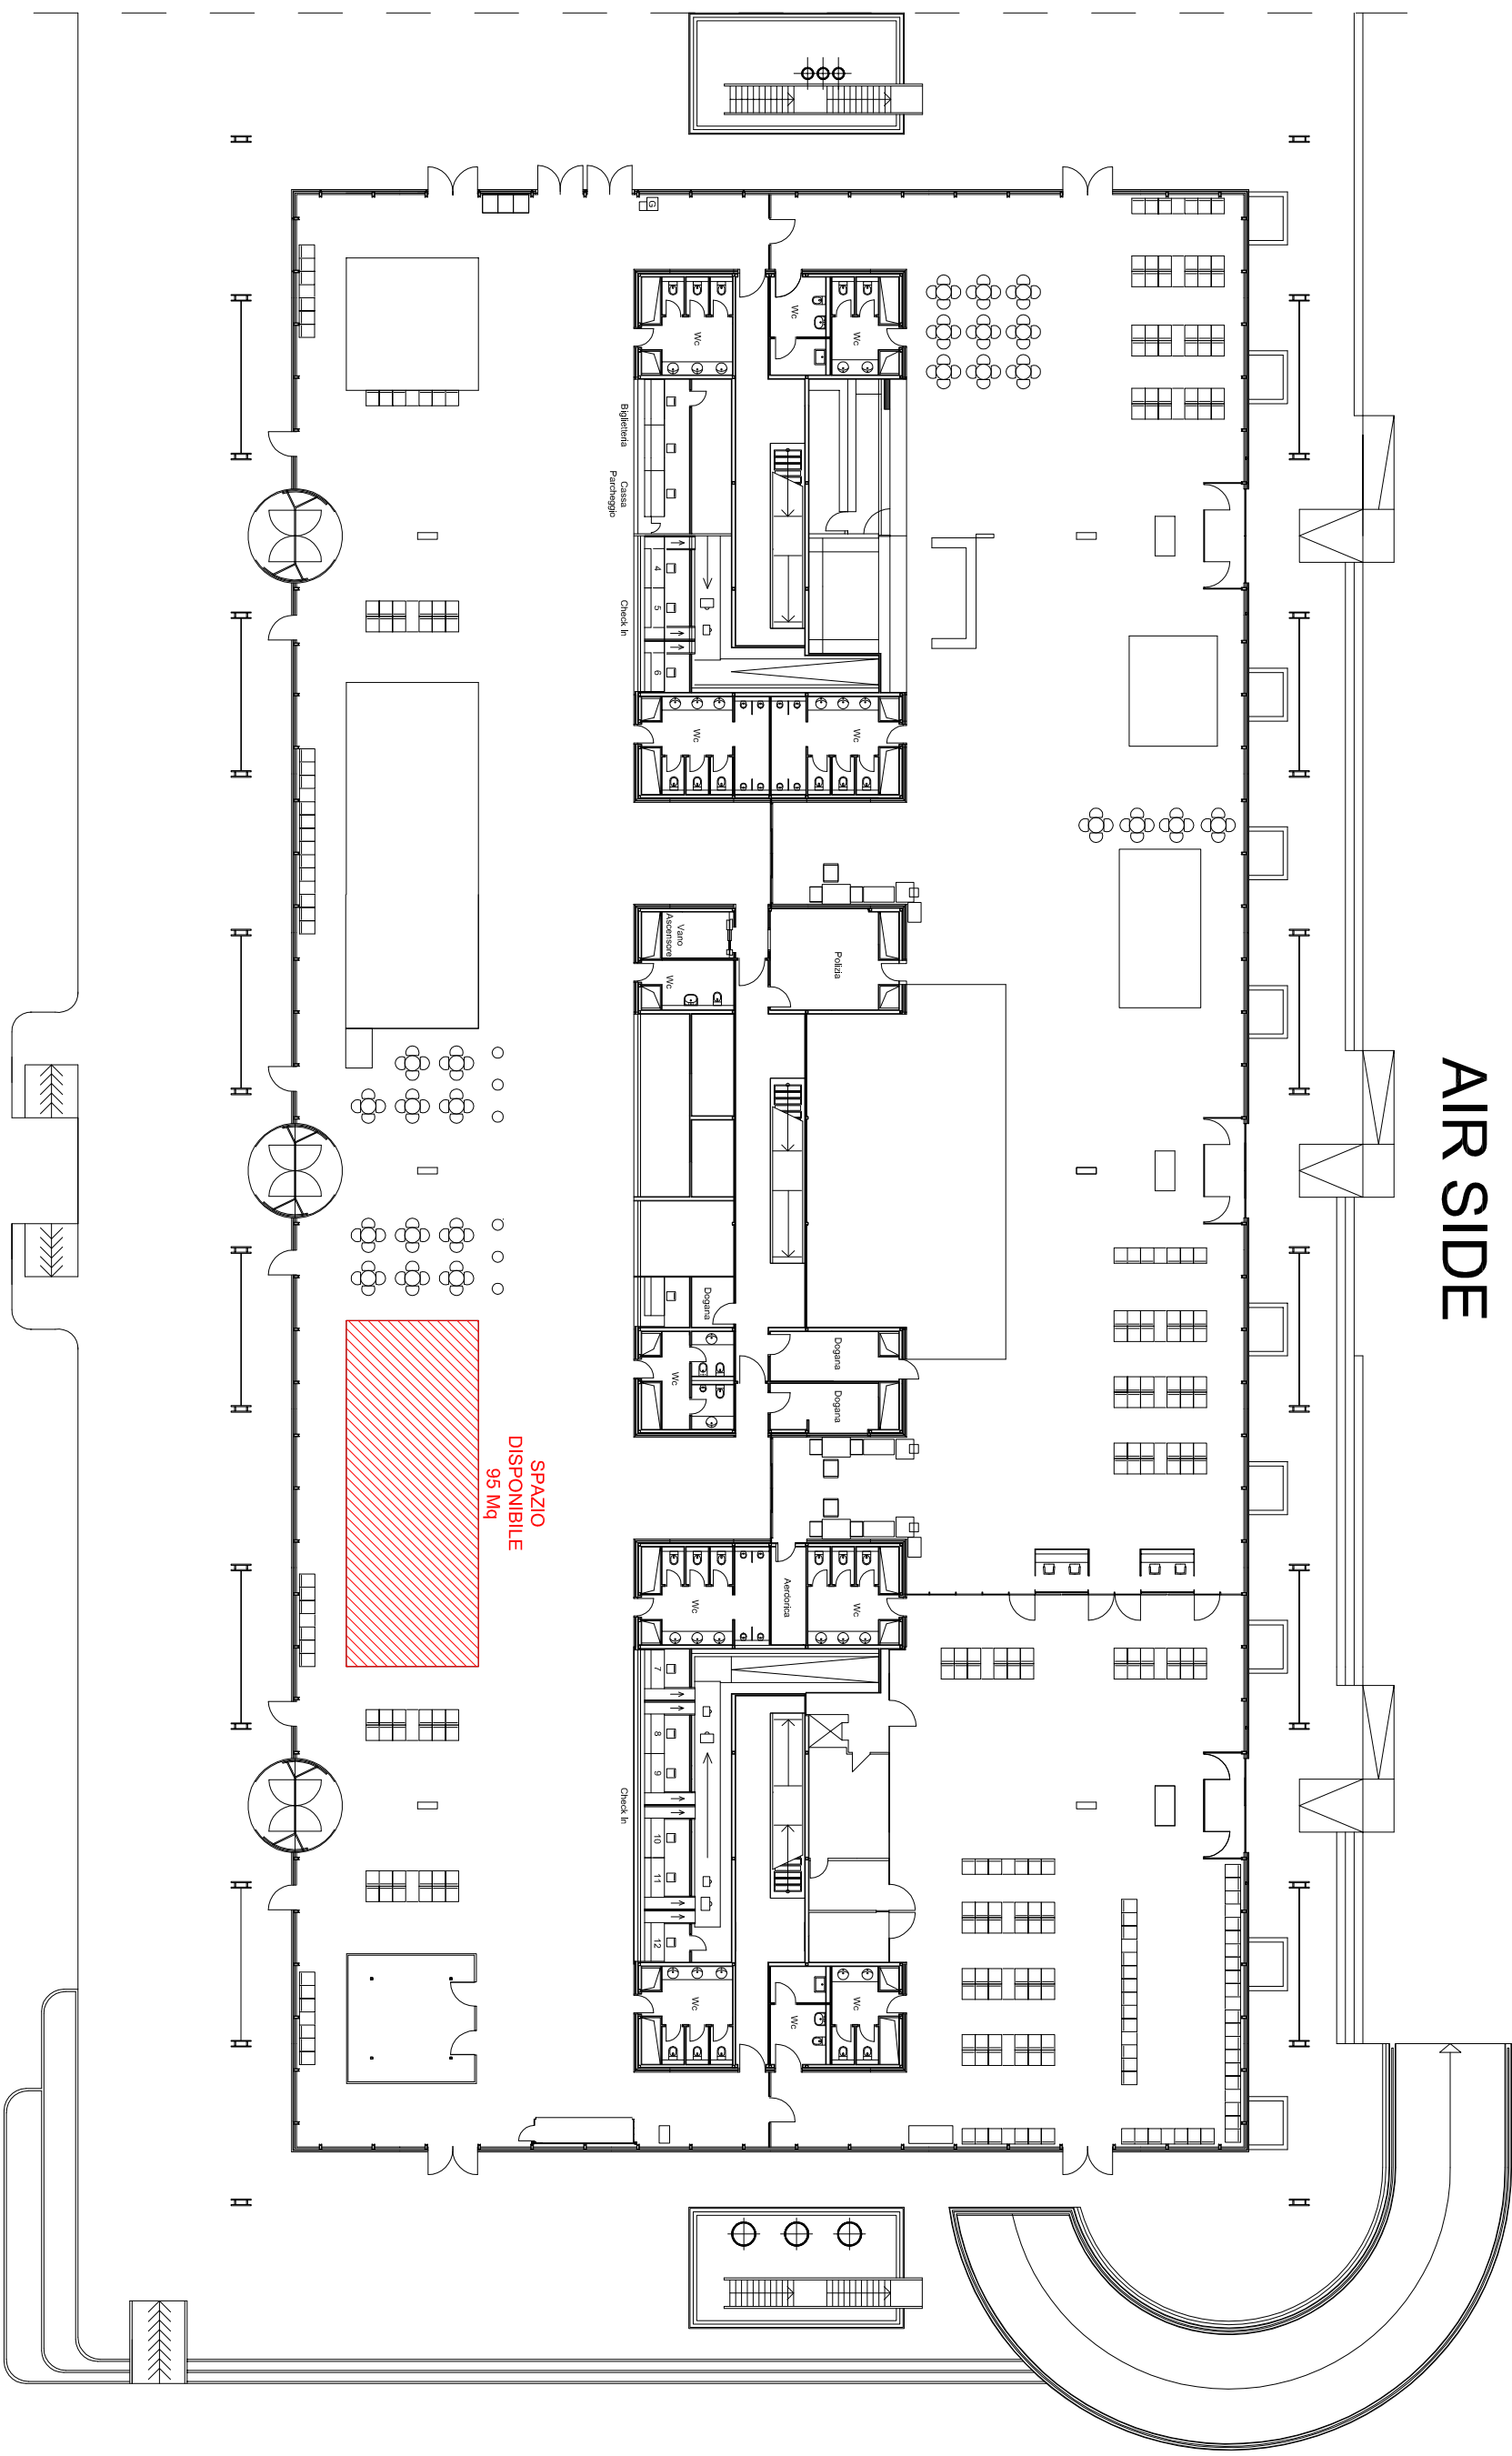 AIR SIDE
G
Wc
Wc
Wc
Biglietteria
Cassa
Parcheggio
Check In
4
5
6
Wc
Wc
Vano
Ascensore
Polizia
Wc
Dogana
Dogana
Dogana
Wc
SPAZIO
DISPONIBILE
95 Mq
Wc
Aerdorica
Wc
Check In
7
8
9
10
11
12
Wc
Wc
Wc